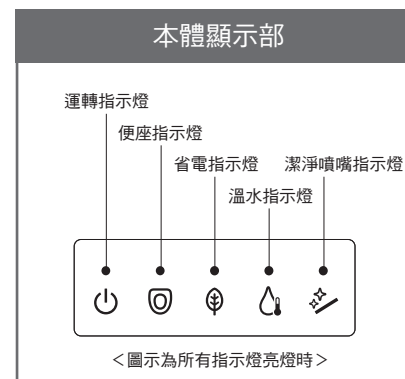 本體顯示部
運轉指示燈
便座指示燈
省電指示燈
潔淨噴嘴指示燈
溫水指示燈
＜圖示為所有指示燈亮燈時＞